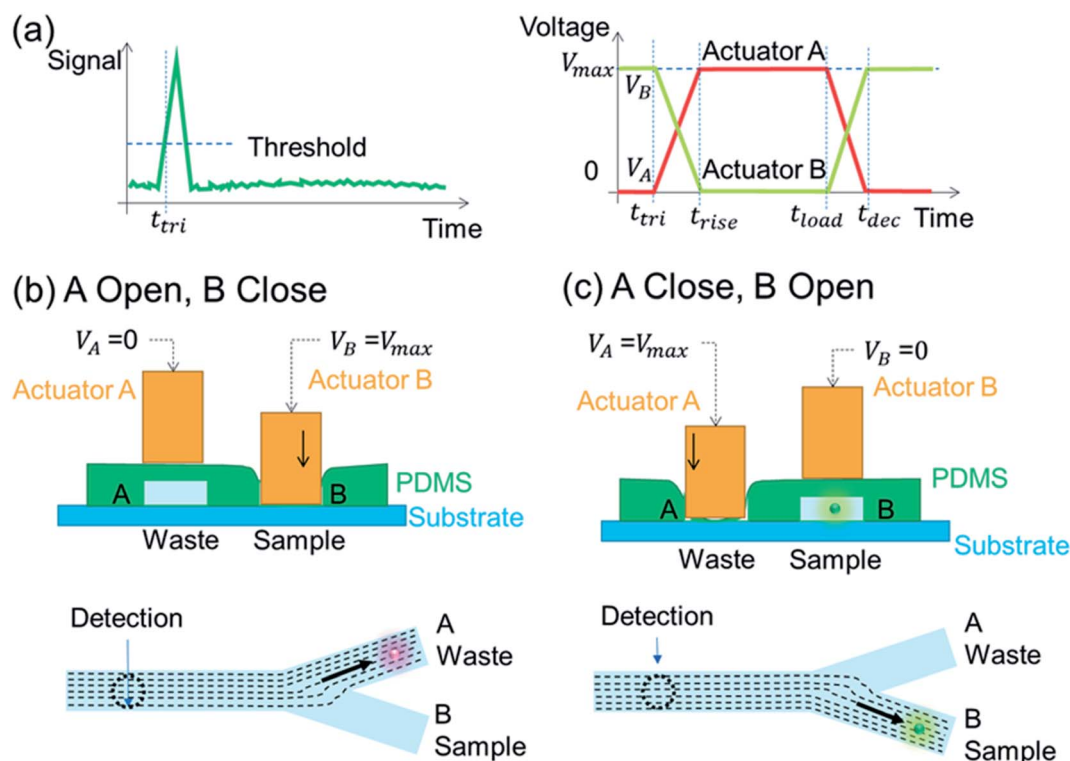 (a)
Signal
Threshold
t_tri
Time
Voltage
V_max
V_B
Actuator A
0
V_A
Actuator B
t_tri
t_rise
t_load
t_dec
Time
(b) A Open, B Close
V_A =0
V_B =V_max
Actuator A
Actuator B
A
B
PDMS
Substrate
Waste
Sample
Detection
A
Waste
B
Sample
(c) A Close, B Open
V_A =V_max
V_B =0
Actuator A
Actuator B
A
B
PDMS
Substrate
Waste
Sample
Detection
A
Waste
B
Sample